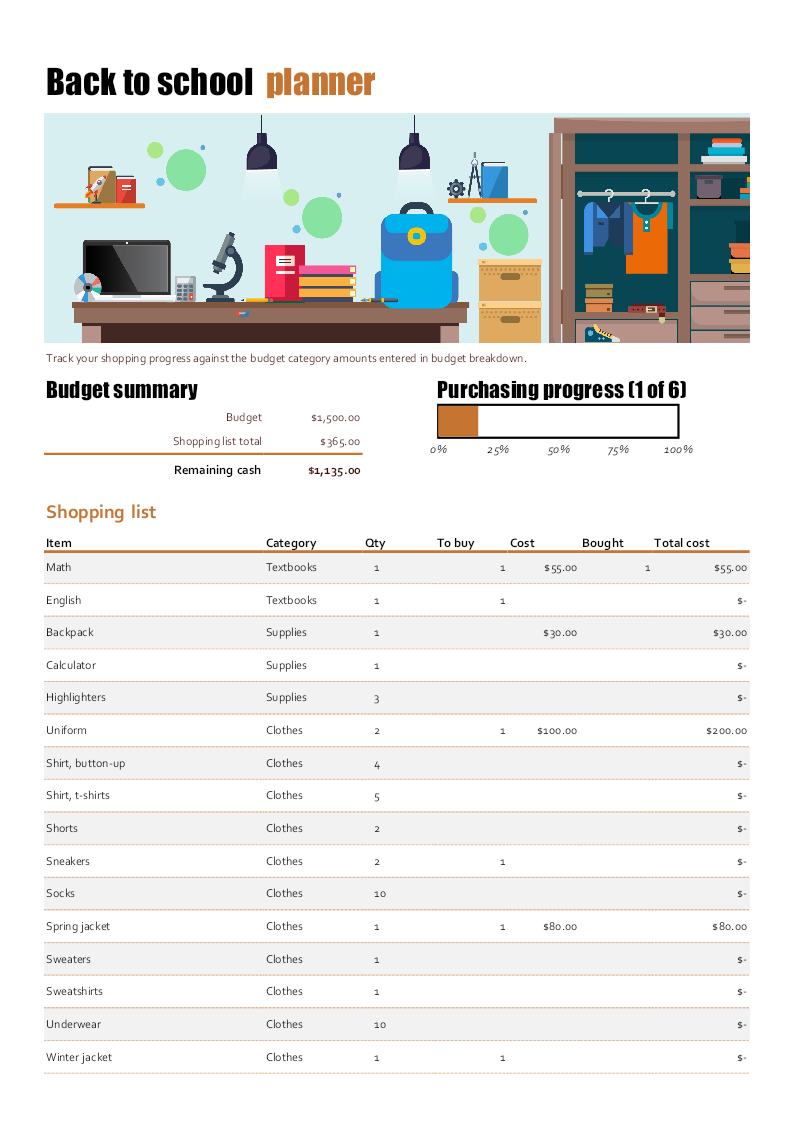 Back to school planner
Track your shopping progress against the budget category amounts entered in budget breakdown.
Budget summary
Budget $1,500.00
Shopping list total $365.00
Remaining cash $1,135.00
Purchasing progress (1 of 6)
0% 25% 50% 75% 100%
Shopping list
Item Category Qty To buy Cost Bought Total cost
Math Textbooks 1 1 $55.00 1 $55.00
English Textbooks 1 1 $-
Backpack Supplies 1 $30.00 $30.00
Calculator Supplies 1 $-
Highlighters Supplies 3 $-
Uniform Clothes 2 1 $100.00 $200.00
Shirt, button-up Clothes 4 $-
Shirt, t-shirts Clothes 5 $-
Shorts Clothes 2 $-
Sneakers Clothes 2 1 $-
Socks Clothes 10 $-
Spring jacket Clothes 1 1 $80.00 $80.00
Sweaters Clothes 1 $-
Sweatshirts Clothes 1 $-
Underwear Clothes 10 $-
Winter jacket Clothes 1 1 $-